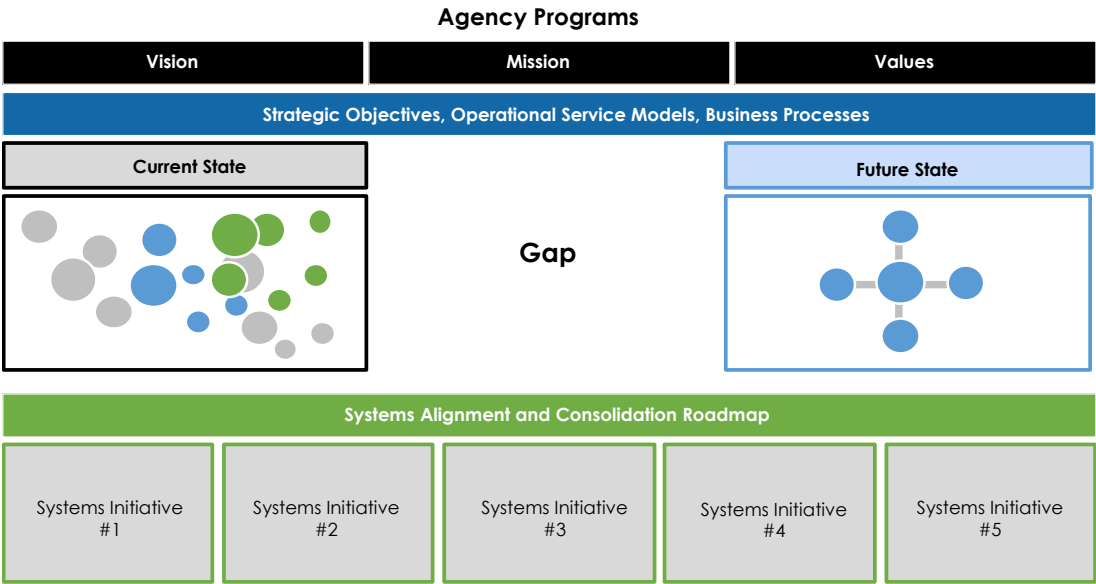 Agency Programs
Vision
Mission
Values
Strategic Objectives, Operational Service Models, Business Processes
Current State
Future State
Gap
Systems Alignment and Consolidation Roadmap
Systems Initiative
#1
Systems Initiative
#2
Systems Initiative
#3
Systems Initiative
#4
Systems Initiative
#5